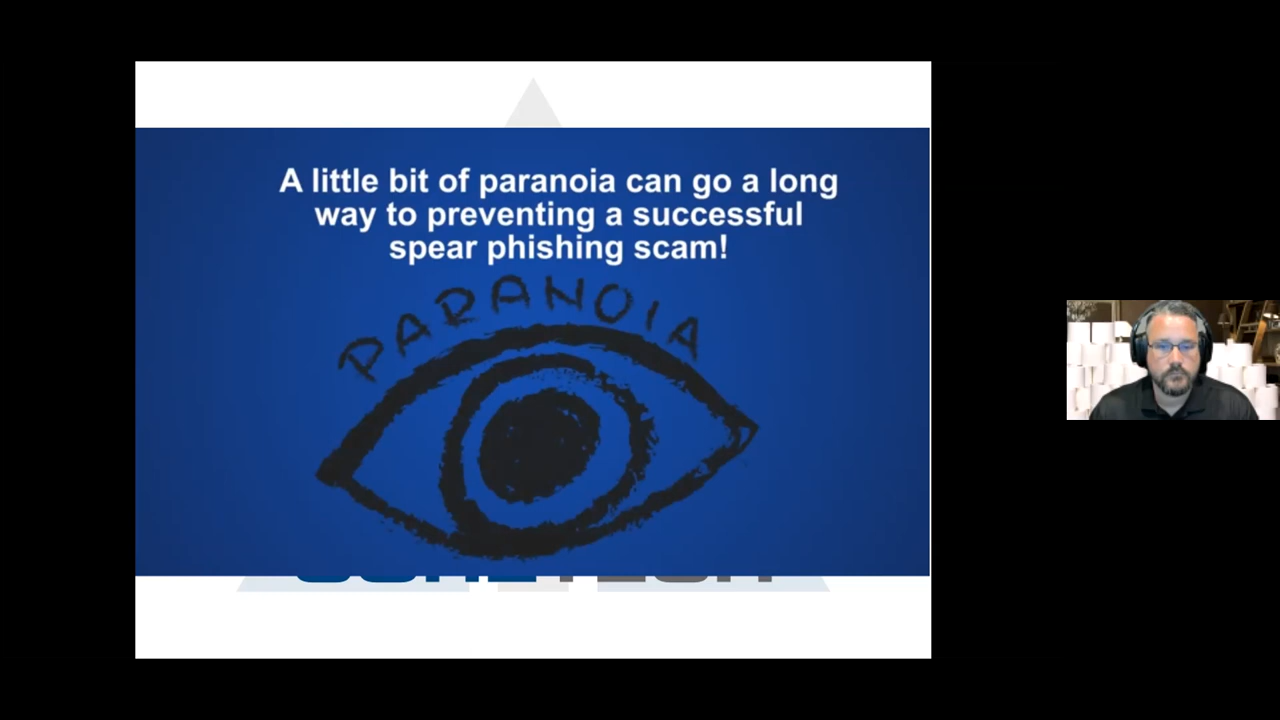 A little bit of paranoia can go a long
way to preventing a successful
spear phishing scam!
PARANOIA